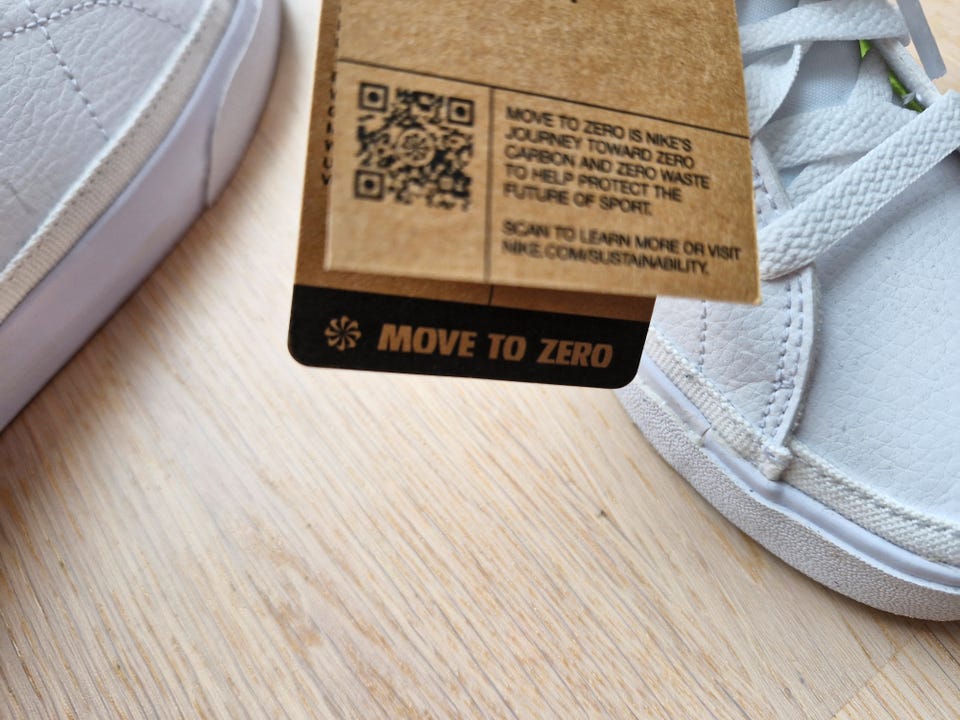 MOVE TO ZERO IS NIKE'S
JOURNEY TOWARD ZERO
CARBON AND ZERO WASTE
TO HELP PROTECT THE
FUTURE OF SPORT.
SCAN TO LEARN MORE OR VISIT
NIKE.COM/SUSTAINABILITY.
MOVE TO ZERO